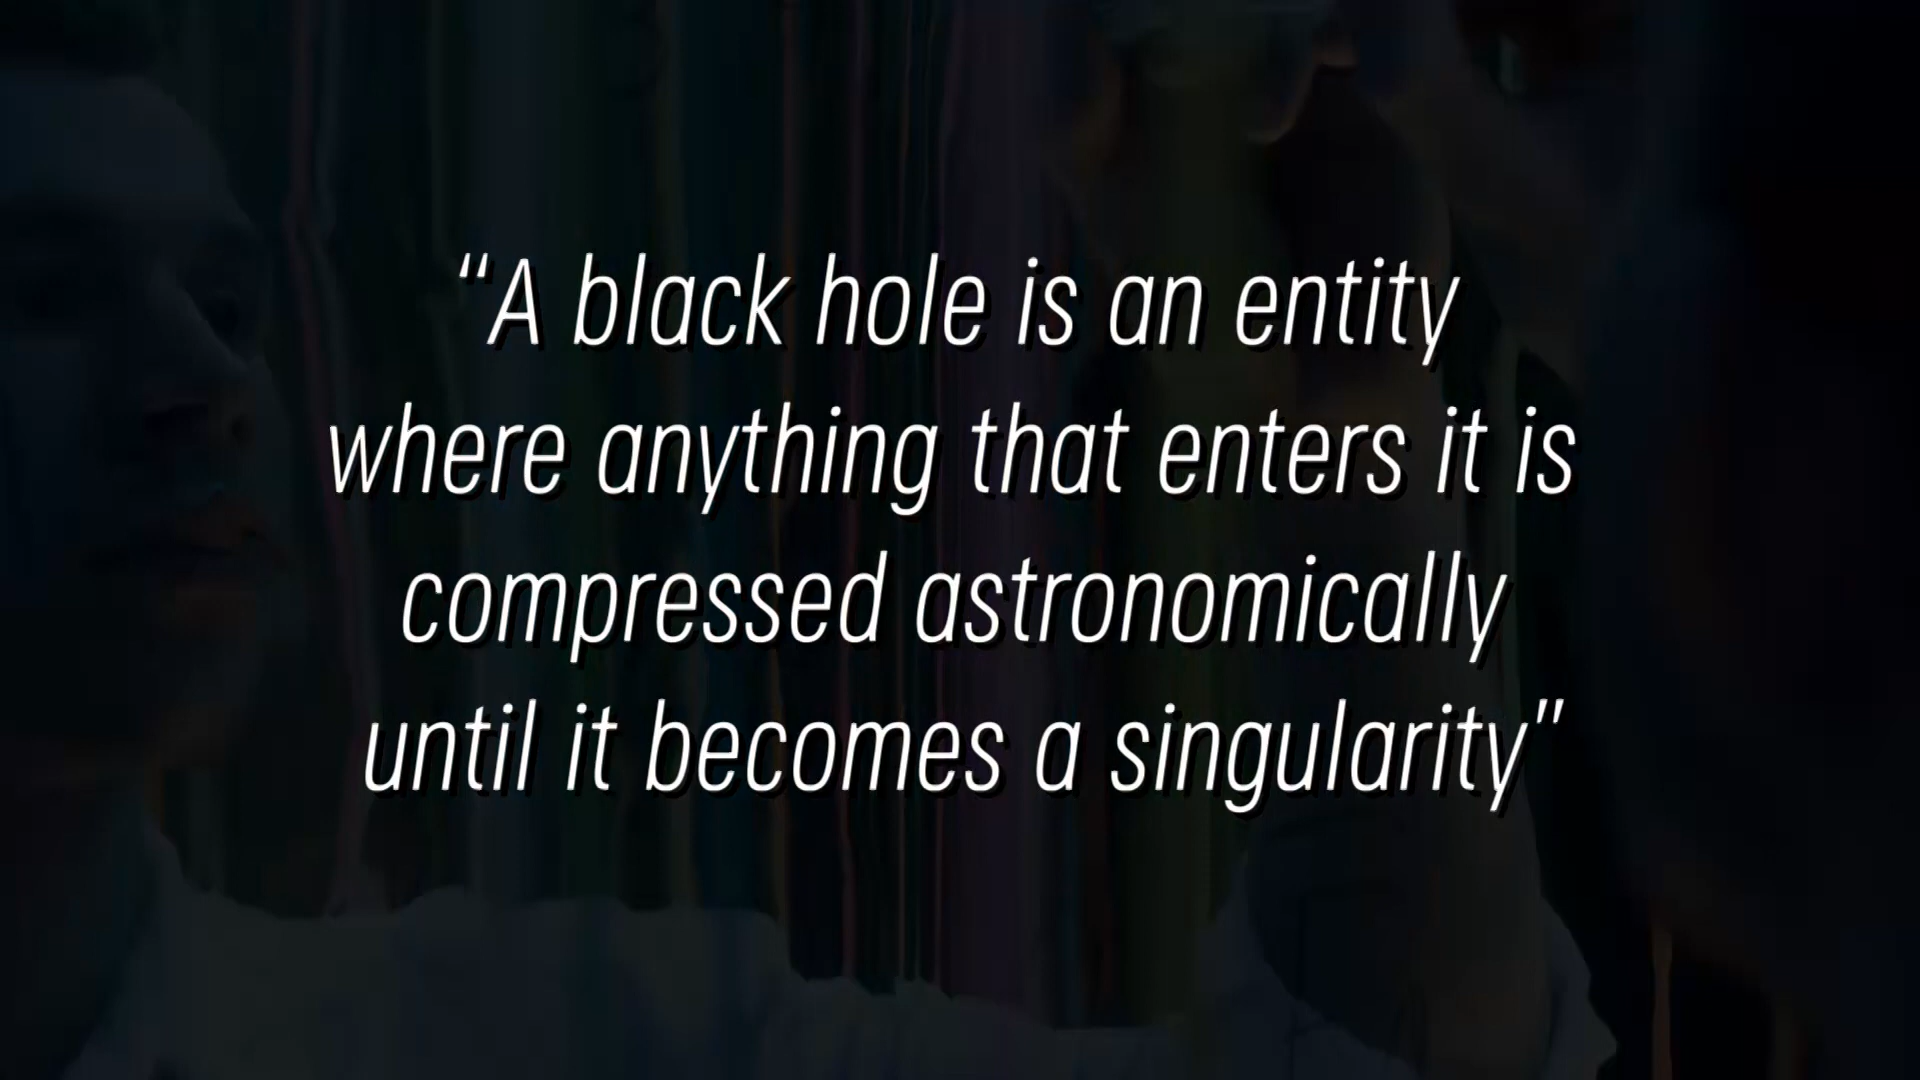 “A black hole is an entity
where anything that enters it is
compressed astronomically
until it becomes a singularity”